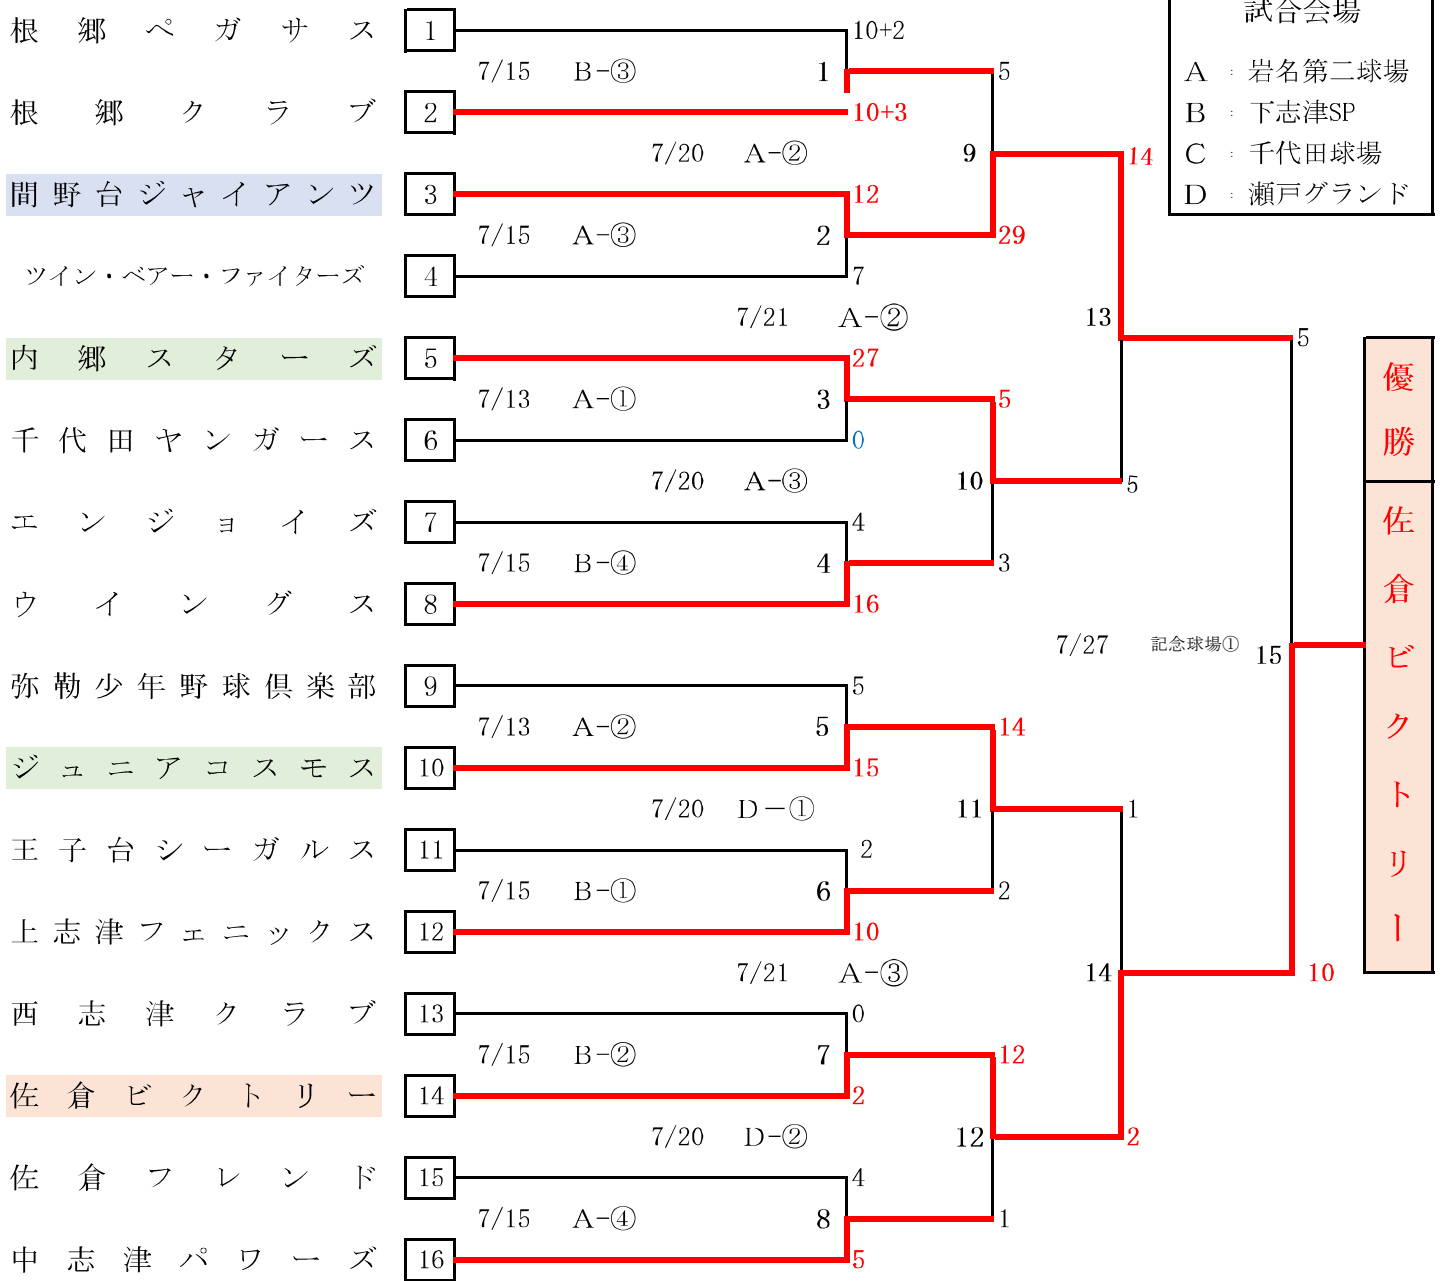 試合会場
A : 岩名第二球場
B : 下志津SP
C : 千代田球場
D : 瀬戸グランド
根郷ペガサス 1 10+2
7/15 B-③ 1 5
根郷クラブ 2 10+3
7/20 A-② 9 14
間野台ジャイアンツ 3 12
7/15 A-③ 2 29
ツイン・ベアー・ファイターズ 4 7
7/21 A-② 13 5
内郷スターズ 5 27
7/13 A-① 3 5
千代田ヤンガース 6 0
7/20 A-③ 10 5
エンジョイズ 7 4
7/15 B-④ 4 3
ウイングス 8 16
7/27 記念球場① 15
弥勒少年野球倶楽部 9 5
7/13 A-② 5 14
ジュニアコスモス 10 15
7/20 D-① 11 1
王子台シーガルス 11 2
7/15 B-① 6 2
上志津フェニックス 12 10
7/21 A-③ 14 10
西志津クラブ 13 0
7/15 B-② 7 12
佐倉ビクトリー 14 2
7/20 D-② 12 2
佐倉フレンド 15 4
7/15 A-④ 8 1
中志津パワーズ 16 5
優勝
佐倉ビクトリー